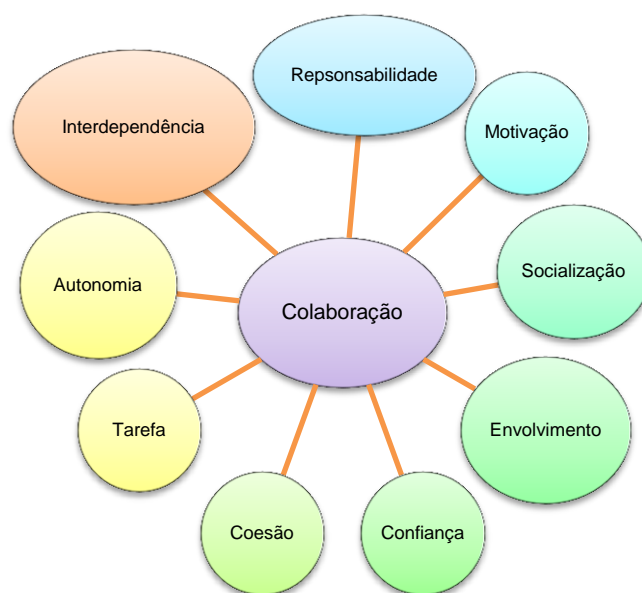 Repsonsabilidade
Interdependência
Motivação
Socialização
Autonomia
Colaboração
Tarefa
Envolvimento
Coesão
Confiança